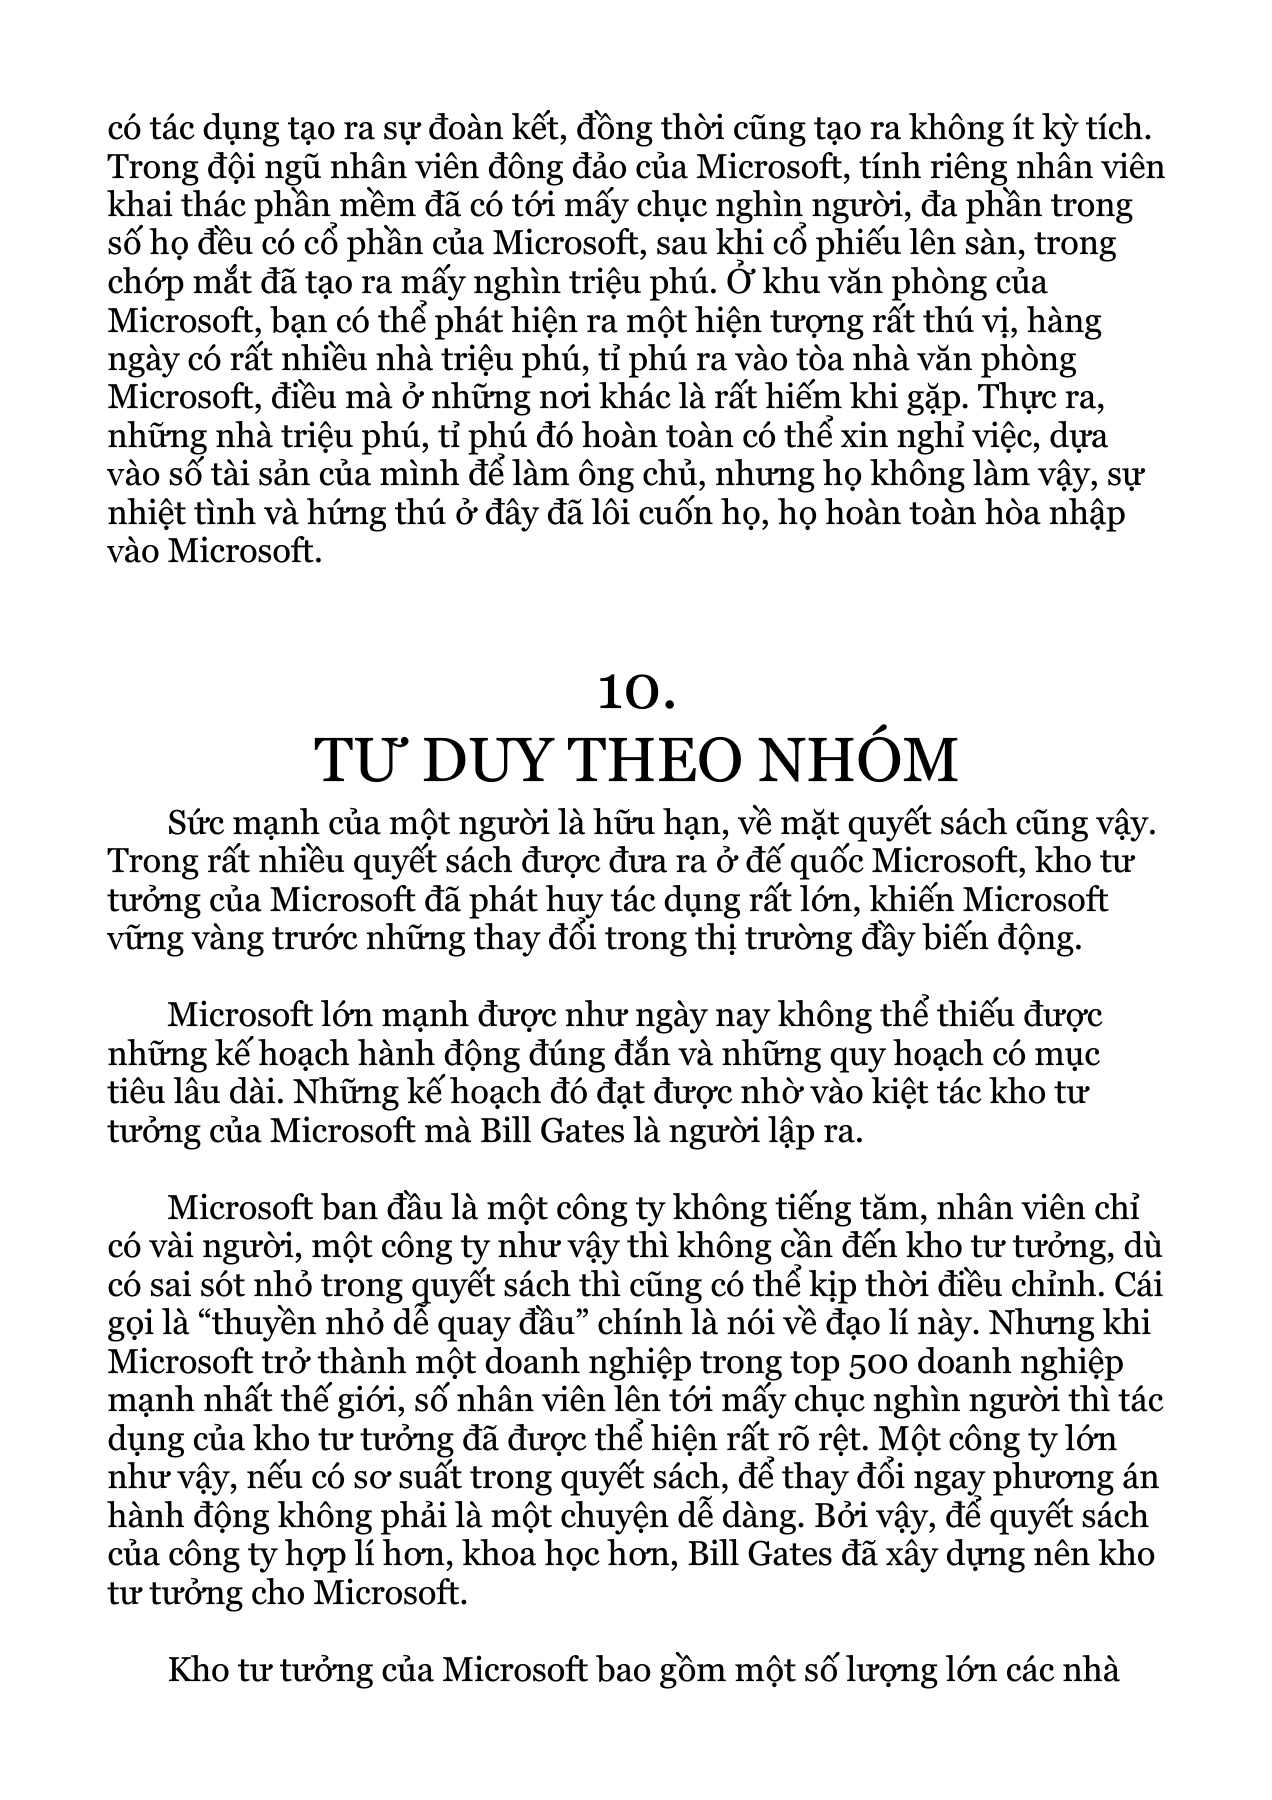 có tác dụng tạo ra sự đoàn kết, đồng thời cũng tạo ra không ít kỳ tích.
Trong đội ngũ nhân viên đông đảo của Microsoft, tính riêng nhân viên
khai thác phần mềm đã có tới mấy chục nghìn người, đa phần trong
số họ đều có cổ phần của Microsoft, sau khi cổ phiếu lên sàn, trong
chớp mắt đã tạo ra mấy nghìn triệu phú. Ở khu văn phòng của
Microsoft, bạn có thể phát hiện ra một hiện tượng rất thú vị, hàng
ngày có rất nhiều nhà triệu phú, tỉ phú ra vào tòa nhà văn phòng
Microsoft, điều mà ở những nơi khác là rất hiếm khi gặp. Thực ra,
những nhà triệu phú, tỉ phú đó hoàn toàn có thể xin nghỉ việc, dựa
vào số tài sản của mình để làm ông chủ, nhưng họ không làm vậy, sự
nhiệt tình và hứng thú ở đây đã lôi cuốn họ, họ hoàn toàn hòa nhập
vào Microsoft.
10.
TƯ DUY THEO NHÓM
Sức mạnh của một người là hữu hạn, về mặt quyết sách cũng vậy.
Trong rất nhiều quyết sách được đưa ra ở đế quốc Microsoft, kho tư
tưởng của Microsoft đã phát huy tác dụng rất lớn, khiến Microsoft
vững vàng trước những thay đổi trong thị trường đầy biến động.
Microsoft lớn mạnh được như ngày nay không thể thiếu được
những kế hoạch hành động đúng đắn và những quy hoạch có mục
tiêu lâu dài. Những kế hoạch đó đạt được nhờ vào kiệt tác kho tư
tưởng của Microsoft mà Bill Gates là người lập ra.
Microsoft ban đầu là một công ty không tiếng tăm, nhân viên chỉ
có vài người, một công ty như vậy thì không cần đến kho tư tưởng, dù
có sai sót nhỏ trong quyết sách thì cũng có thể kịp thời điều chỉnh. Cái
gọi là “thuyền nhỏ dễ quay đầu” chính là nói về đạo lí này. Nhưng khi
Microsoft trở thành một doanh nghiệp trong top 500 doanh nghiệp
mạnh nhất thế giới, số nhân viên lên tới mấy chục nghìn người thì tác
dụng của kho tư tưởng đã được thể hiện rất rõ rệt. Một công ty lớn
như vậy, nếu có sơ suất trong quyết sách, để thay đổi ngay phương án
hành động không phải là một chuyện dễ dàng. Bởi vậy, để quyết sách
của công ty hợp lí hơn, khoa học hơn, Bill Gates đã xây dựng nên kho
tư tưởng cho Microsoft.
Kho tư tưởng của Microsoft bao gồm một số lượng lớn các nhà